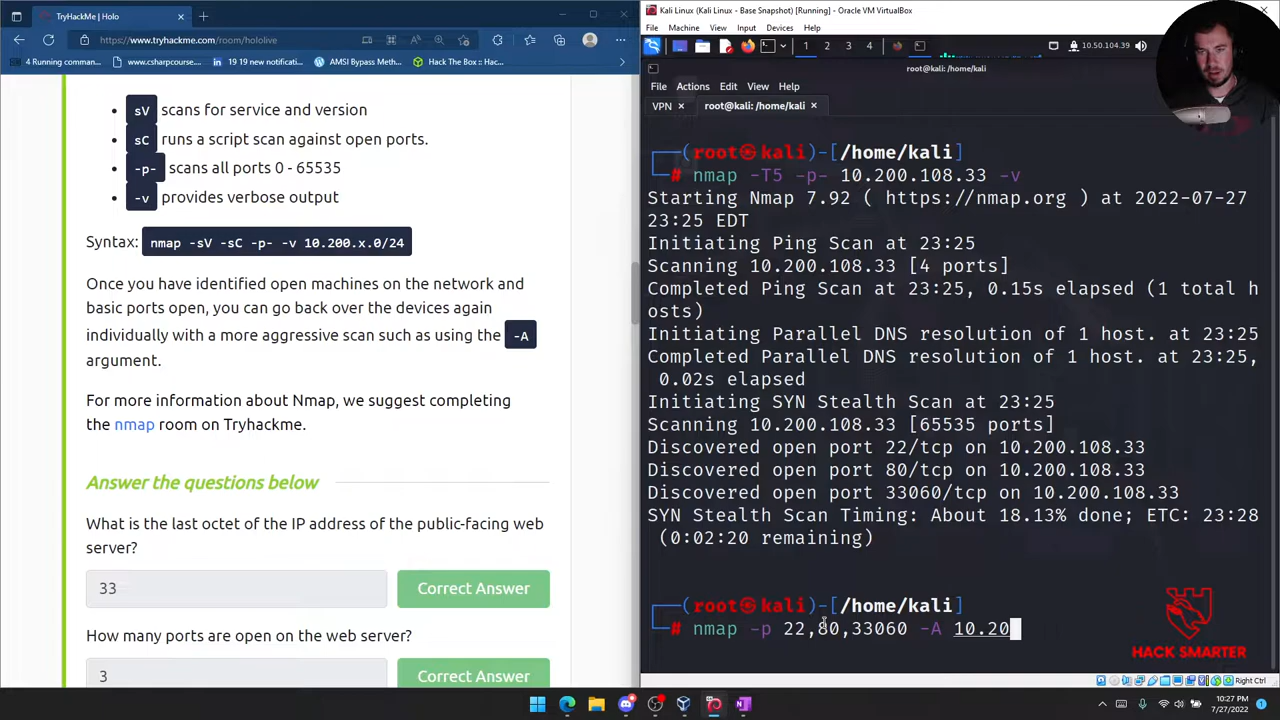 TryHackMe | Holo
https://www.tryhackme.com/room/hololive
4 Running comman...
www.csharpcourse....
19 19 new notificati...
AMSI Bypass Meth...
Hack The Box :: Hac...
sV scans for service and version
sC runs a script scan against open ports.
-p- scans all ports 0 - 65535
-v provides verbose output
Syntax: nmap -sV -sC -p- -v 10.200.x.0/24
Once you have identified open machines on the network and
basic ports open, you can go back over the devices again
individually with a more aggressive scan such as using the -A
argument.
For more information about Nmap, we suggest completing
the nmap room on Tryhackme.
Answer the questions below
What is the last octet of the IP address of the public-facing web
server?
33 Correct Answer
How many ports are open on the web server?
3 Correct Answer
Kali Linux (Kali Linux - Base Snapshot) [Running] - Oracle VM VirtualBox
File Machine View Input Devices Help
1 2 3 4 10.50.104.39
root@kali: /home/kali
File Actions Edit View Help
VPN root@kali: /home/kali
(root㉿kali)-[/home/kali]
# nmap -T5 -p- 10.200.108.33 -v
Starting Nmap 7.92 ( https://nmap.org ) at 2022-07-27
23:25 EDT
Initiating Ping Scan at 23:25
Scanning 10.200.108.33 [4 ports]
Completed Ping Scan at 23:25, 0.15s elapsed (1 total h
osts)
Initiating Parallel DNS resolution of 1 host. at 23:25
Completed Parallel DNS resolution of 1 host. at 23:25,
0.02s elapsed
Initiating SYN Stealth Scan at 23:25
Scanning 10.200.108.33 [65535 ports]
Discovered open port 22/tcp on 10.200.108.33
Discovered open port 80/tcp on 10.200.108.33
Discovered open port 33060/tcp on 10.200.108.33
SYN Stealth Scan Timing: About 18.13% done; ETC: 23:28
(0:02:20 remaining)
(root㉿kali)-[/home/kali]
# nmap -p 22,80,33060 -A 10.20
HACK SMARTER
Right Ctrl
10:27 PM
7/27/2022